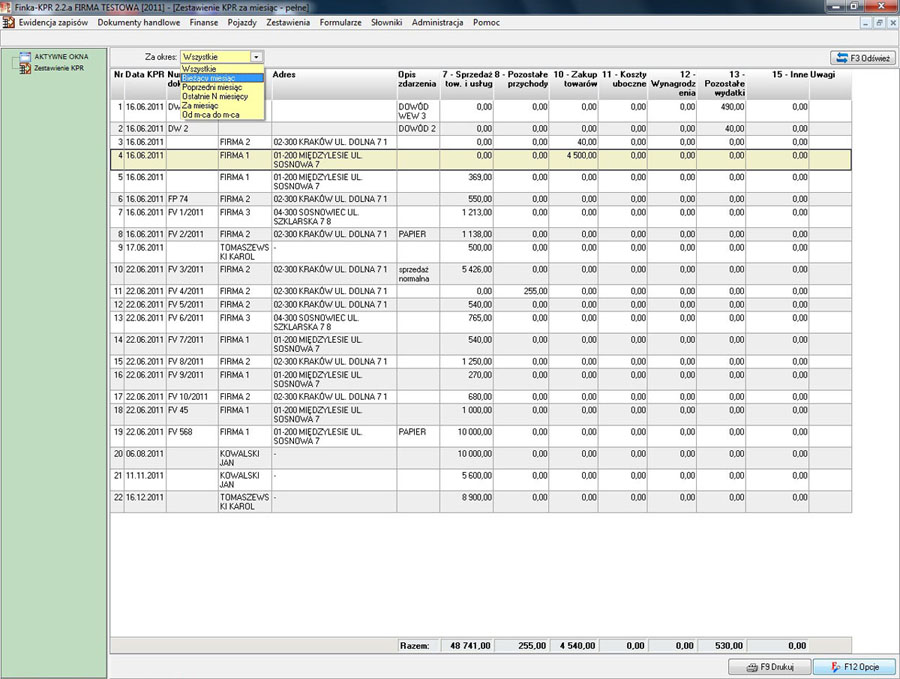 Finka-KPR 2.2.a FIRMA TESTOWA [2011] - [Zestawienie KPR za miesiąc - pełne]
Ewidencja zapisów Dokumenty handlowe Finanse Pojazdy Zestawienia Formularze Słowniki Administracja Pomoc
AKTYWNE OKNA
Zestawienie KPR
Za okres: Wszystkie F3 Odśwież
Wszystkie
Bieżący miesiąc
Poprzedni miesiąc
Ostatnie N miesięcy
Za miesiąc
Od m-ca do m-ca
Nr Data KPR Adres Opis zdarzenia 7 - Sprzedaż tow. i usług 8 - Pozostałe przychody 10 - Zakup towarów 11 - Koszty uboczne 12 - Wynagrodzenia 13 - Pozostałe wydatki 15 - Inne Uwagi
1 16.06.2011 DW DOWÓD WEW 3 0,00 0,00 0,00 0,00 0,00 490,00 0,00
2 16.06.2011 DW 2 DOWÓD 2 0,00 0,00 0,00 0,00 0,00 40,00 0,00
3 16.06.2011 FIRMA 2 02-300 KRAKÓW UL. DOLNA 7 1 0,00 0,00 40,00 0,00 0,00 0,00 0,00
4 16.06.2011 FIRMA 1 01-200 MIĘDZYLESIE UL. SOSNOWA 7 0,00 0,00 4 500,00 0,00 0,00 0,00 0,00
5 16.06.2011 FIRMA 1 01-200 MIĘDZYLESIE UL. SOSNOWA 7 369,00 0,00 0,00 0,00 0,00 0,00 0,00
6 16.06.2011 FP 74 FIRMA 2 02-300 KRAKÓW UL. DOLNA 7 1 550,00 0,00 0,00 0,00 0,00 0,00 0,00
7 16.06.2011 FV 1/2011 FIRMA 3 04-300 SOSNOWIEC UL. SZKLARSKA 7 8 1 213,00 0,00 0,00 0,00 0,00 0,00 0,00
8 16.06.2011 FV 2/2011 FIRMA 2 02-300 KRAKÓW UL. DOLNA 7 1 PAPIER 1 138,00 0,00 0,00 0,00 0,00 0,00 0,00
9 17.06.2011 TOMASZEWSKI KAROL - 500,00 0,00 0,00 0,00 0,00 0,00 0,00
10 22.06.2011 FV 3/2011 FIRMA 2 02-300 KRAKÓW UL. DOLNA 7 1 sprzedaż normalna 5 426,00 0,00 0,00 0,00 0,00 0,00 0,00
11 22.06.2011 FV 4/2011 FIRMA 2 02-300 KRAKÓW UL. DOLNA 7 1 0,00 255,00 0,00 0,00 0,00 0,00 0,00
12 22.06.2011 FV 5/2011 FIRMA 2 02-300 KRAKÓW UL. DOLNA 7 1 540,00 0,00 0,00 0,00 0,00 0,00 0,00
13 22.06.2011 FV 6/2011 FIRMA 3 04-300 SOSNOWIEC UL. SZKLARSKA 7 8 765,00 0,00 0,00 0,00 0,00 0,00 0,00
14 22.06.2011 FV 7/2011 FIRMA 1 01-200 MIĘDZYLESIE UL. SOSNOWA 7 540,00 0,00 0,00 0,00 0,00 0,00 0,00
15 22.06.2011 FV 8/2011 FIRMA 2 02-300 KRAKÓW UL. DOLNA 7 1 1 250,00 0,00 0,00 0,00 0,00 0,00 0,00
16 22.06.2011 FV 9/2011 FIRMA 1 01-200 MIĘDZYLESIE UL. SOSNOWA 7 270,00 0,00 0,00 0,00 0,00 0,00 0,00
17 22.06.2011 FV 10/2011 FIRMA 2 02-300 KRAKÓW UL. DOLNA 7 1 680,00 0,00 0,00 0,00 0,00 0,00 0,00
18 22.06.2011 FV 45 FIRMA 1 01-200 MIĘDZYLESIE UL. SOSNOWA 7 1 000,00 0,00 0,00 0,00 0,00 0,00 0,00
19 22.06.2011 FV 568 FIRMA 1 01-200 MIĘDZYLESIE UL. SOSNOWA 7 PAPIER 10 000,00 0,00 0,00 0,00 0,00 0,00 0,00
20 06.08.2011 KOWALSKI JAN - 10 000,00 0,00 0,00 0,00 0,00 0,00 0,00
21 11.11.2011 KOWALSKI JAN - 5 600,00 0,00 0,00 0,00 0,00 0,00 0,00
22 16.12.2011 TOMASZEWSKI KAROL - 8 900,00 0,00 0,00 0,00 0,00 0,00 0,00
Razem: 48 741,00 255,00 4 540,00 0,00 0,00 530,00 0,00
F9 Drukuj F12 Opcje